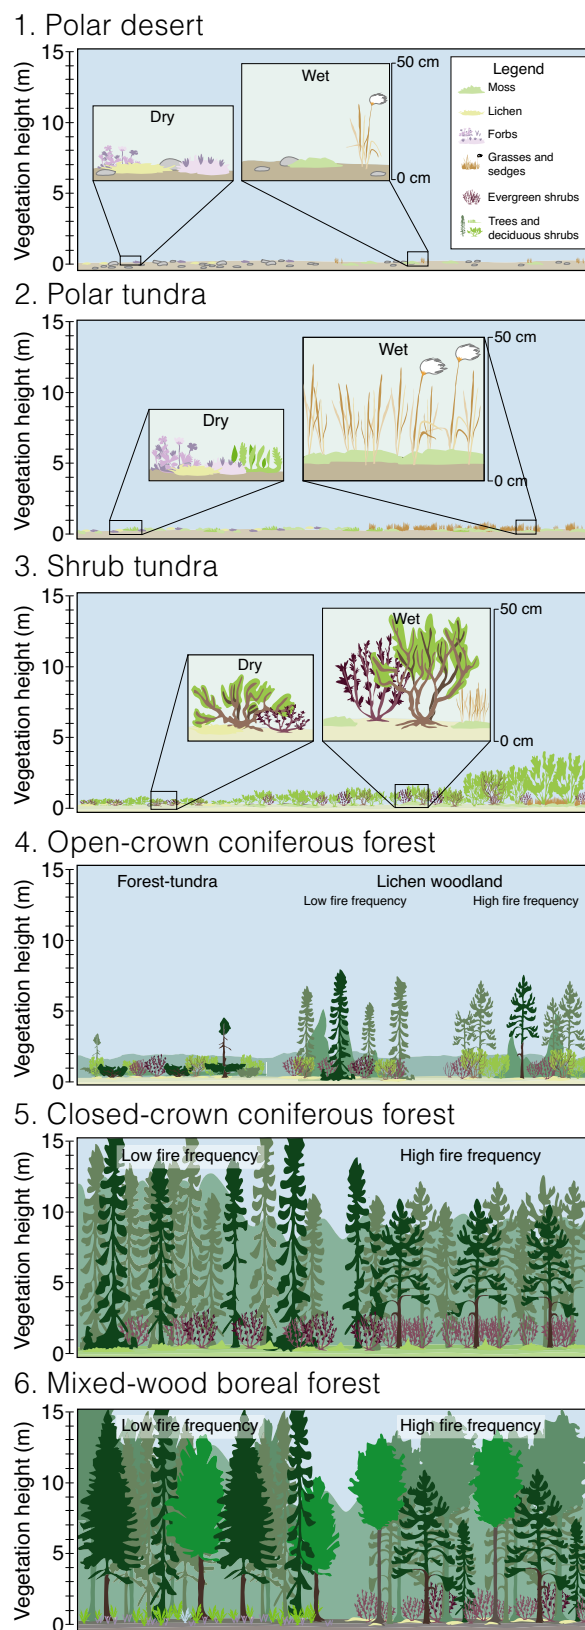 1. Polar desert
Vegetation height (m)
15
10
5
0
Dry
Wet
50 cm
0 cm
Legend
Moss
Lichen
Forbs
Grasses and
sedges
Evergreen shrubs
Trees and
deciduous shrubs
2. Polar tundra
Vegetation height (m)
15
10
5
0
Dry
Wet
50 cm
0 cm
3. Shrub tundra
Vegetation height (m)
15
10
5
0
Dry
Wet
50 cm
0 cm
4. Open-crown coniferous forest
Vegetation height (m)
15
10
5
0
Forest-tundra
Lichen woodland
Low fire frequency
High fire frequency
5. Closed-crown coniferous forest
Vegetation height (m)
15
10
5
0
Low fire frequency
High fire frequency
6. Mixed-wood boreal forest
Vegetation height (m)
15
10
5
0
Low fire frequency
High fire frequency